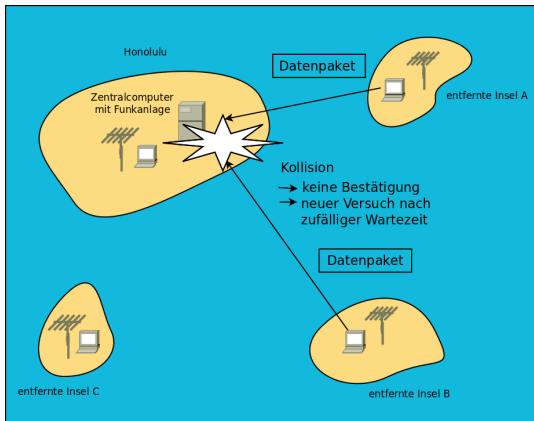 Honolulu
Datenpaket
Zentralcomputer
mit Funkanlage
entfernte Insel A
Kollision
keine Bestätigung
neuer Versuch nach
zufälliger Wartezeit
Datenpaket
entfernte Insel C
entfernte Insel B